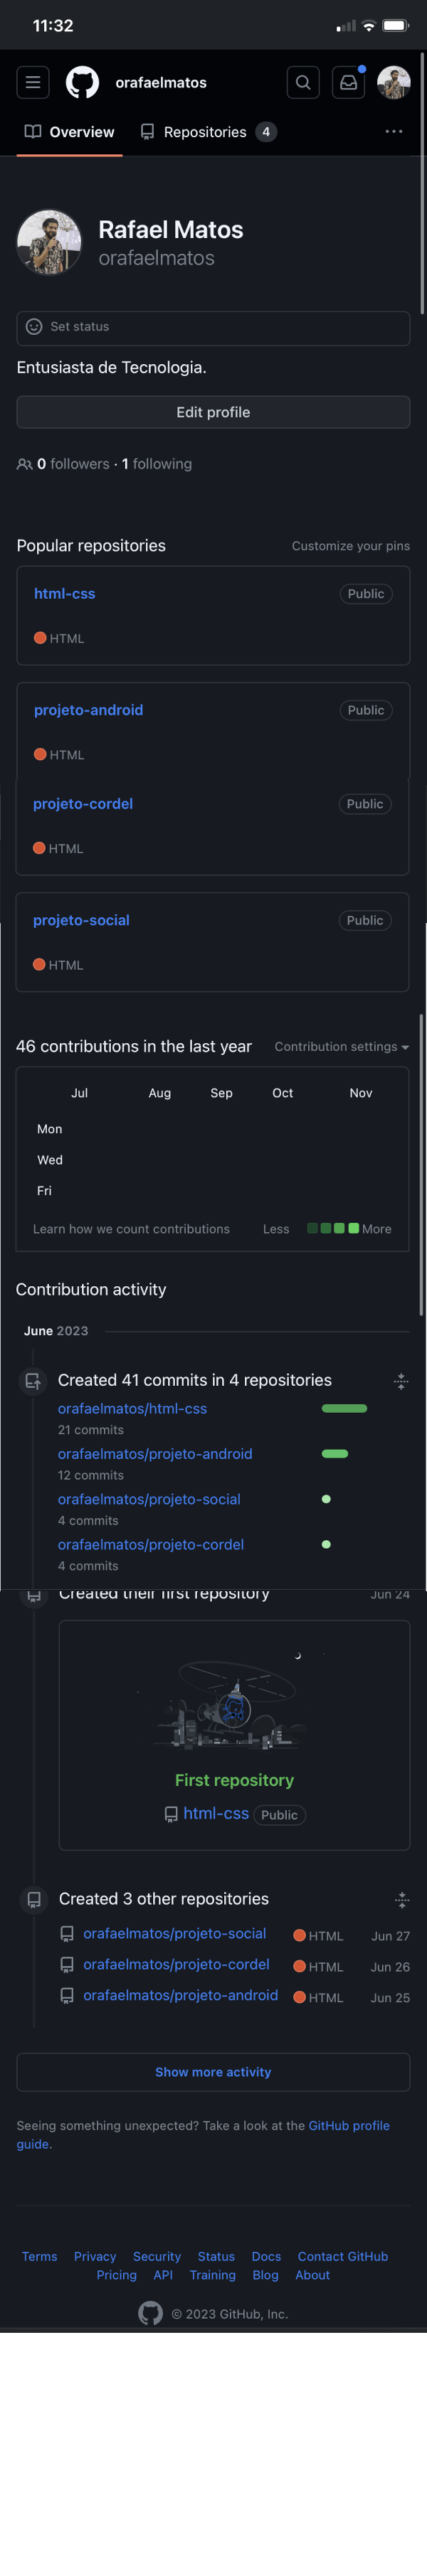 11:32
orafaelmatos
Overview Repositories 4
Rafael Matos
orafaelmatos
Set status
Entusiasta de Tecnologia.
Edit profile
0 followers · 1 following
Popular repositories Customize your pins
html-css Public
HTML
projeto-android Public
HTML
projeto-cordel Public
HTML
projeto-social Public
HTML
46 contributions in the last year Contribution settings
Jul Aug Sep Oct Nov
Mon
Wed
Fri
Learn how we count contributions Less More
Contribution activity
June 2023
Created 41 commits in 4 repositories
orafaelmatos/html-css
21 commits
orafaelmatos/projeto-android
12 commits
orafaelmatos/projeto-social
4 commits
orafaelmatos/projeto-cordel
4 commits
Created their first repository Jun 24
First repository
html-css Public
Created 3 other repositories
orafaelmatos/projeto-social HTML Jun 27
orafaelmatos/projeto-cordel HTML Jun 26
orafaelmatos/projeto-android HTML Jun 25
Show more activity
Seeing something unexpected? Take a look at the GitHub profile
guide.
Terms Privacy Security Status Docs Contact GitHub
Pricing API Training Blog About
© 2023 GitHub, Inc.